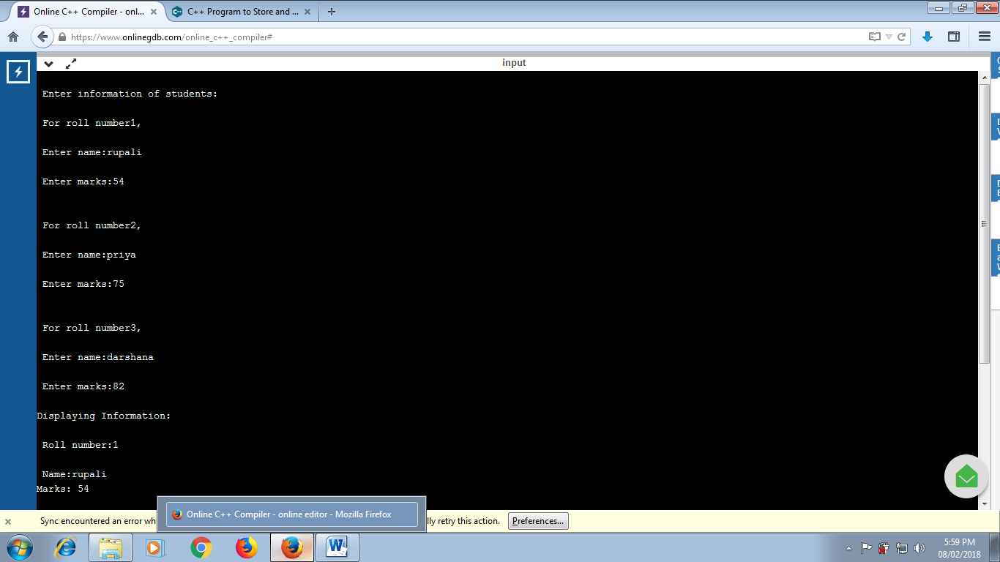 Online C++ Compiler - onl...
C++ Program to Store and ...
https://www.onlinegdb.com/online_c++_compiler#
input
Enter information of students:
For roll number1,
Enter name:rupali
Enter marks:54
For roll number2,
Enter name:priya
Enter marks:75
For roll number3,
Enter name:darshana
Enter marks:82
Displaying Information:
Roll number:1
Name:rupali
Marks: 54
Online C++ Compiler - online editor - Mozilla Firefox
Sync encountered an error wh lly retry this action. Preferences...
5:59 PM
08/02/2018